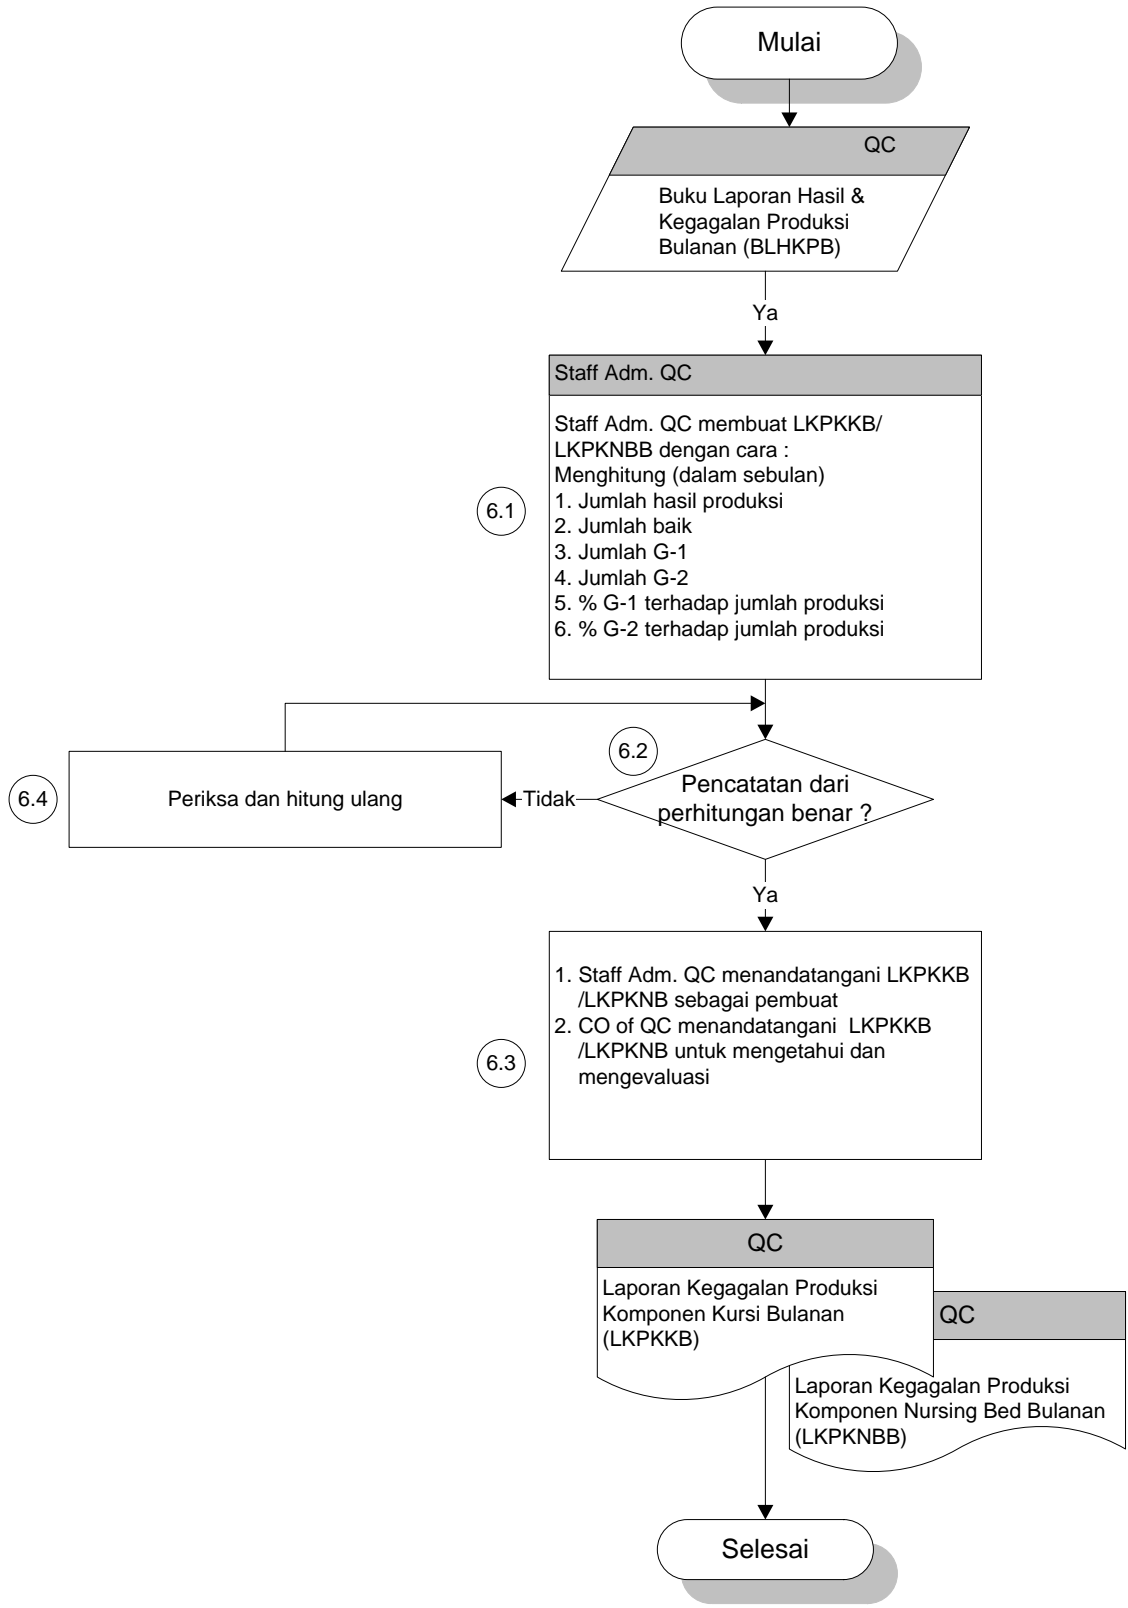 Mulai
QC
Buku Laporan Hasil &
Kegagalan Produksi
Bulanan (BLHKPB)
Ya
Staff Adm. QC
Staff Adm. QC membuat LKPKKB/
LKPKNBB dengan cara :
Menghitung (dalam sebulan)
1. Jumlah hasil produksi
2. Jumlah baik
3. Jumlah G-1
4. Jumlah G-2
5. % G-1 terhadap jumlah produksi
6. % G-2 terhadap jumlah produksi
6.1
6.2
Pencatatan dari
perhitungan benar ?
Tidak
Periksa dan hitung ulang
6.4
Ya
1. Staff Adm. QC menandatangani LKPKKB
/LKPKNB sebagai pembuat
2. CO of QC menandatangani LKPKKB
/LKPKNB untuk mengetahui dan
mengevaluasi
6.3
QC
Laporan Kegagalan Produksi
Komponen Kursi Bulanan
(LKPKKB)
QC
Laporan Kegagalan Produksi
Komponen Nursing Bed Bulanan
(LKPKNBB)
Selesai